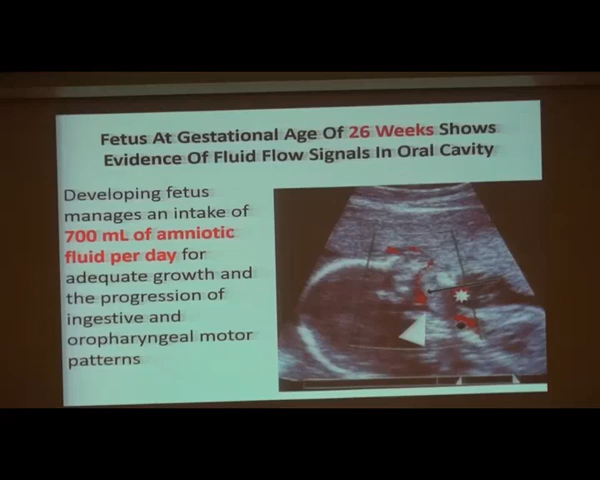 Fetus At Gestational Age Of 26 Weeks Shows
Evidence Of Fluid Flow Signals In Oral Cavity
Developing fetus
manages an intake of
700 mL of amniotic
fluid per day for
adequate growth and
the progression of
ingestive and
oropharyngeal motor
patterns